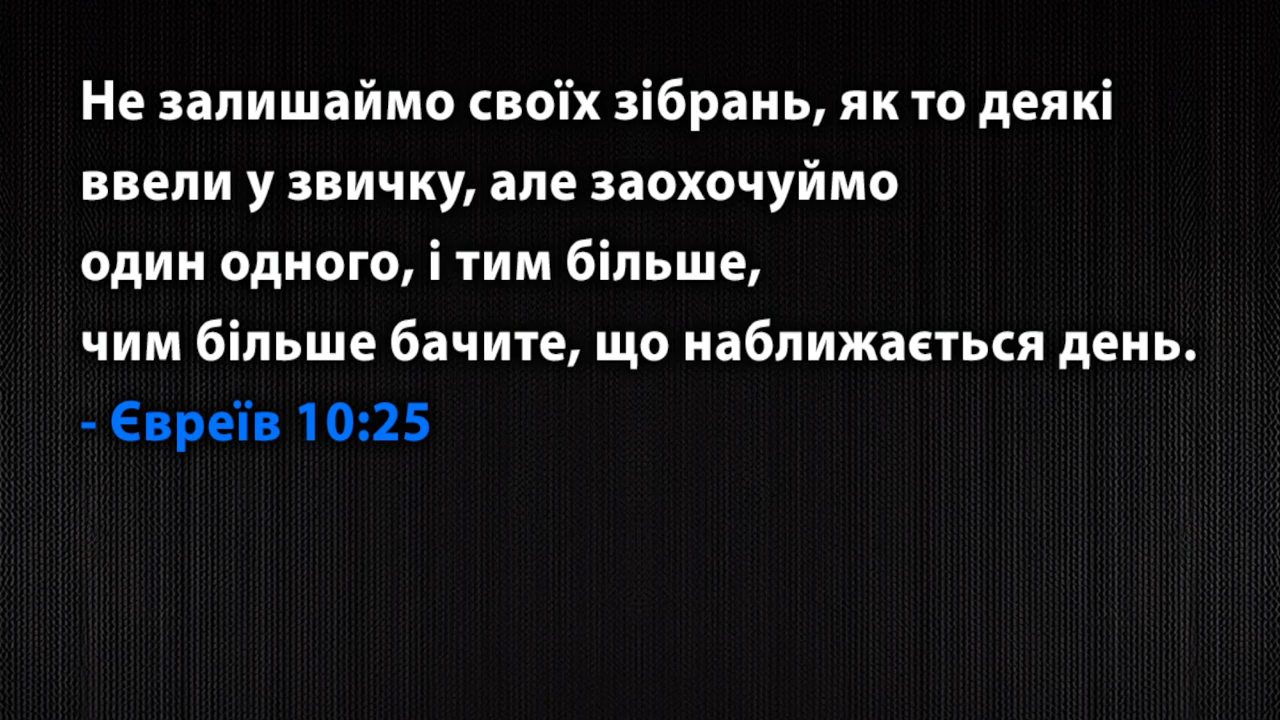 Не залишаймо своїх зібрань, як то деякі
ввели у звичку, але заохочуймо
один одного, і тим більше,
чим більше бачите, що наближається день.
- Євреїв 10:25